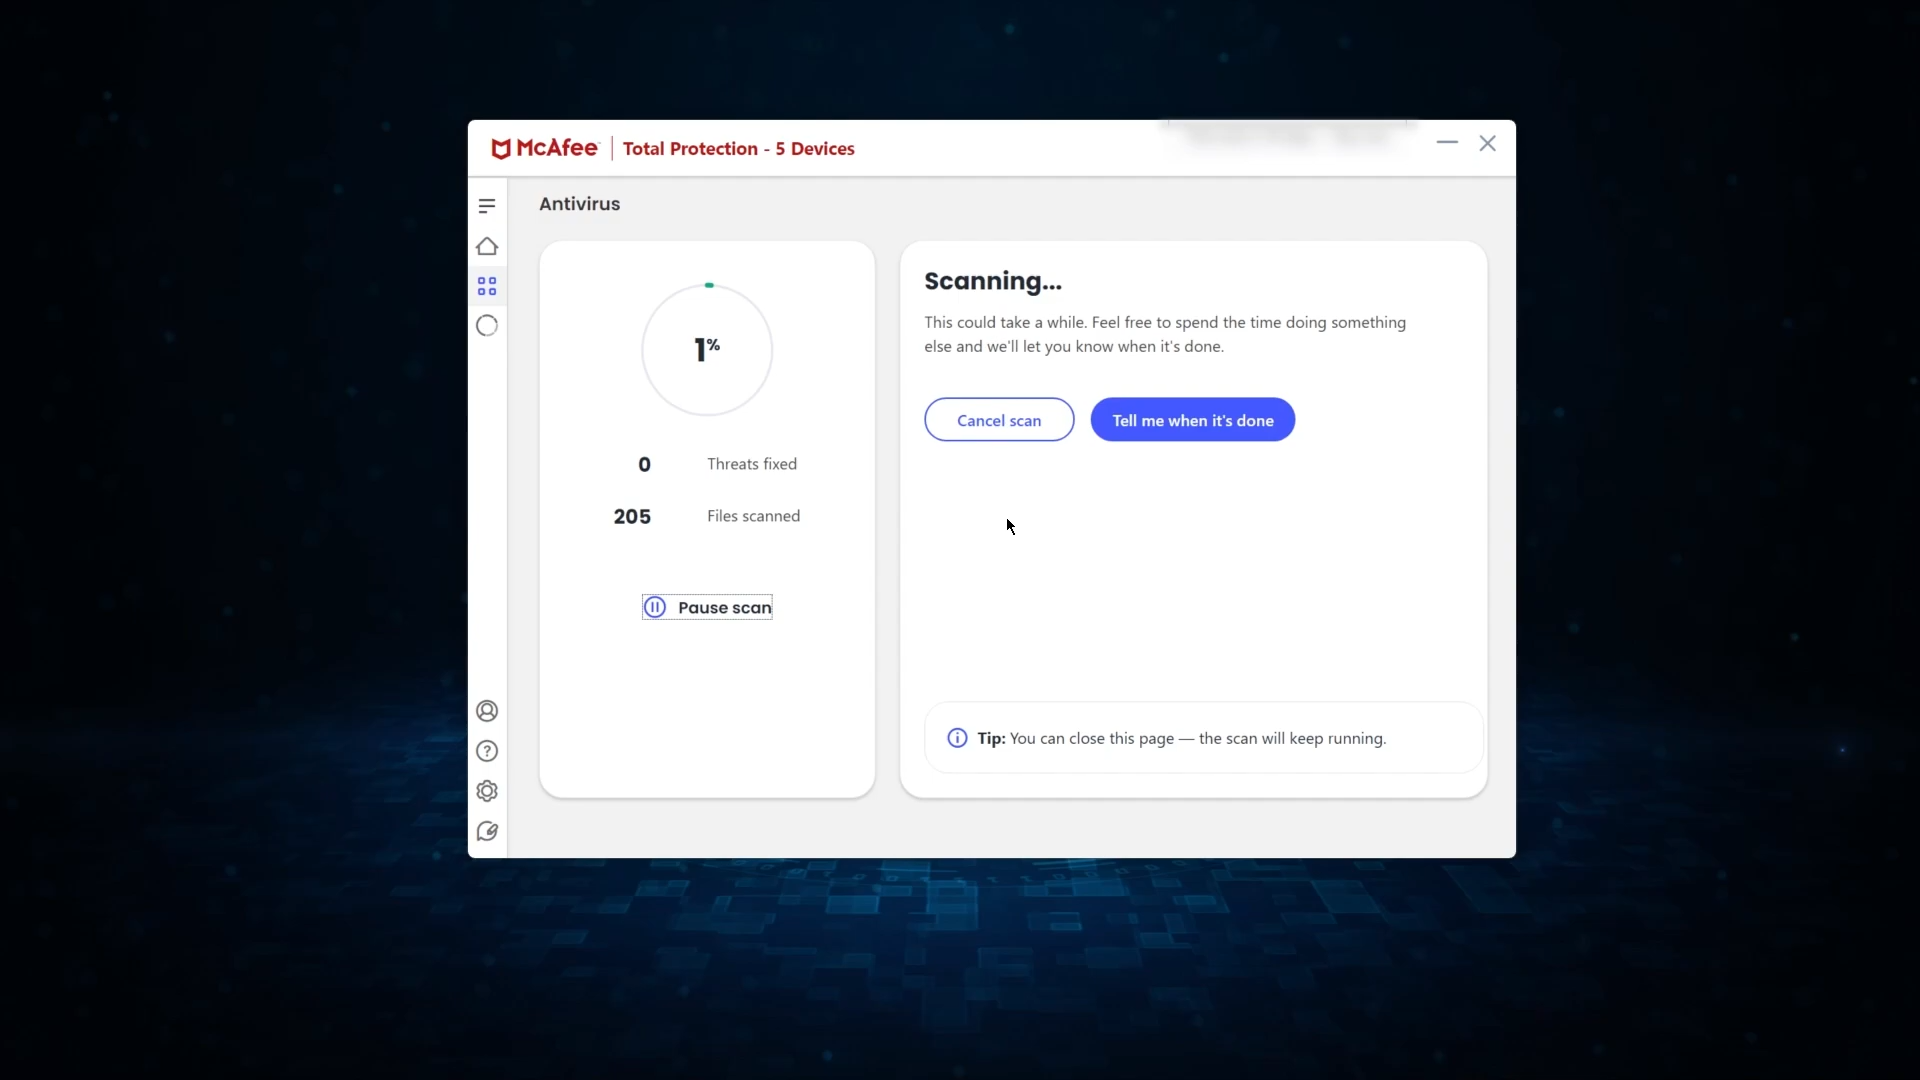 McAfee
Total Protection - 5 Devices
Antivirus
1%
0 Threats fixed
205 Files scanned
Pause scan
Scanning...
This could take a while. Feel free to spend the time doing something
else and we'll let you know when it's done.
Cancel scan
Tell me when it's done
Tip: You can close this page — the scan will keep running.